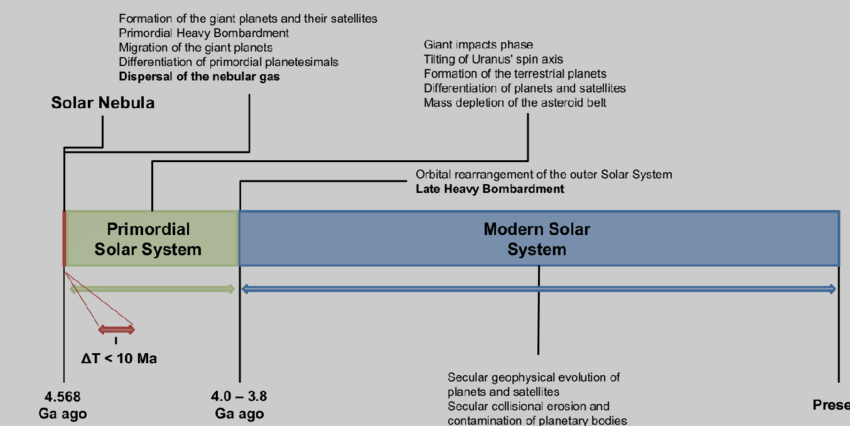 Formation of the giant planets and their satellites
Primordial Heavy Bombardment
Migration of the giant planets
Differentiation of primordial planetesimals
Dispersal of the nebular gas
Giant impacts phase
Tilting of Uranus' spin axis
Formation of the terrestrial planets
Differentiation of planets and satellites
Mass depletion of the asteroid belt
Solar Nebula
Orbital rearrangement of the outer Solar System
Late Heavy Bombardment
Primordial
Solar System
Modern Solar
System
ΔT < 10 Ma
4.568
Ga ago
4.0 – 3.8
Ga ago
Secular geophysical evolution of
planets and satellites
Secular collisional erosion and
contamination of planetary bodies
Prese